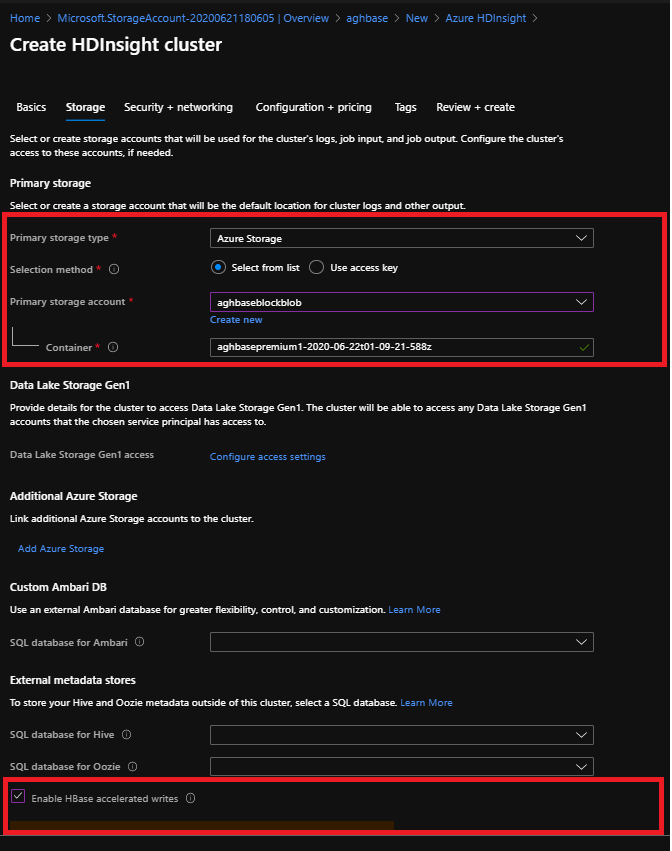 Home > Microsoft.StorageAccount-20200621180605 | Overview > aghbase > New > Azure HDInsight >
Create HDInsight cluster
Basics Storage Security + networking Configuration + pricing Tags Review + create
Select or create storage accounts that will be used for the cluster's logs, job input, and job output. Configure the cluster's
access to these accounts, if needed.
Primary storage
Select or create a storage account that will be the default location for cluster logs and other output.
Primary storage type * Azure Storage
Selection method * Select from list Use access key
Primary storage account * aghbaseblockblob
Create new
Container * aghbasepremium1-2020-06-22t01-09-21-588z
Data Lake Storage Gen1
Provide details for the cluster to access Data Lake Storage Gen1. The cluster will be able to access any Data Lake Storage Gen1
accounts that the chosen service principal has access to.
Data Lake Storage Gen1 access Configure access settings
Additional Azure Storage
Link additional Azure Storage accounts to the cluster.
Add Azure Storage
Custom Ambari DB
Use an external Ambari database for greater flexibility, control, and customization. Learn More
SQL database for Ambari
External metadata stores
To store your Hive and Oozie metadata outside of this cluster, select a SQL database. Learn More
SQL database for Hive
SQL database for Oozie
Enable HBase accelerated writes